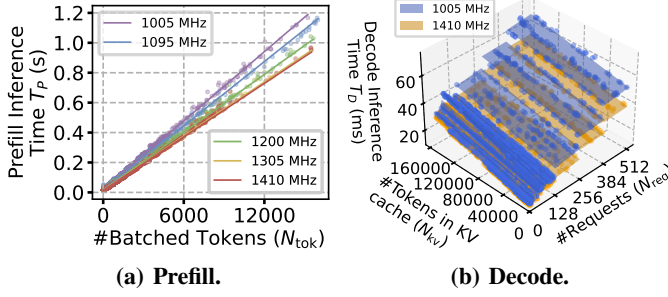 1.2
1.0
0.8
0.6
0.4
0.2
0.0
Prefill Inference
Time T_P (s)
1005 MHz
1095 MHz
1200 MHz
1305 MHz
1410 MHz
0
6000
12000
#Batched Tokens (N_tok)
(a) Prefill.
1005 MHz
1410 MHz
Decode Inference
Time T_D (ms)
60
40
20
160000
120000
80000
40000
0
#Tokens in KV
cache (N_kv)
0
128
256
384
512
#Requests (N_req)
(b) Decode.